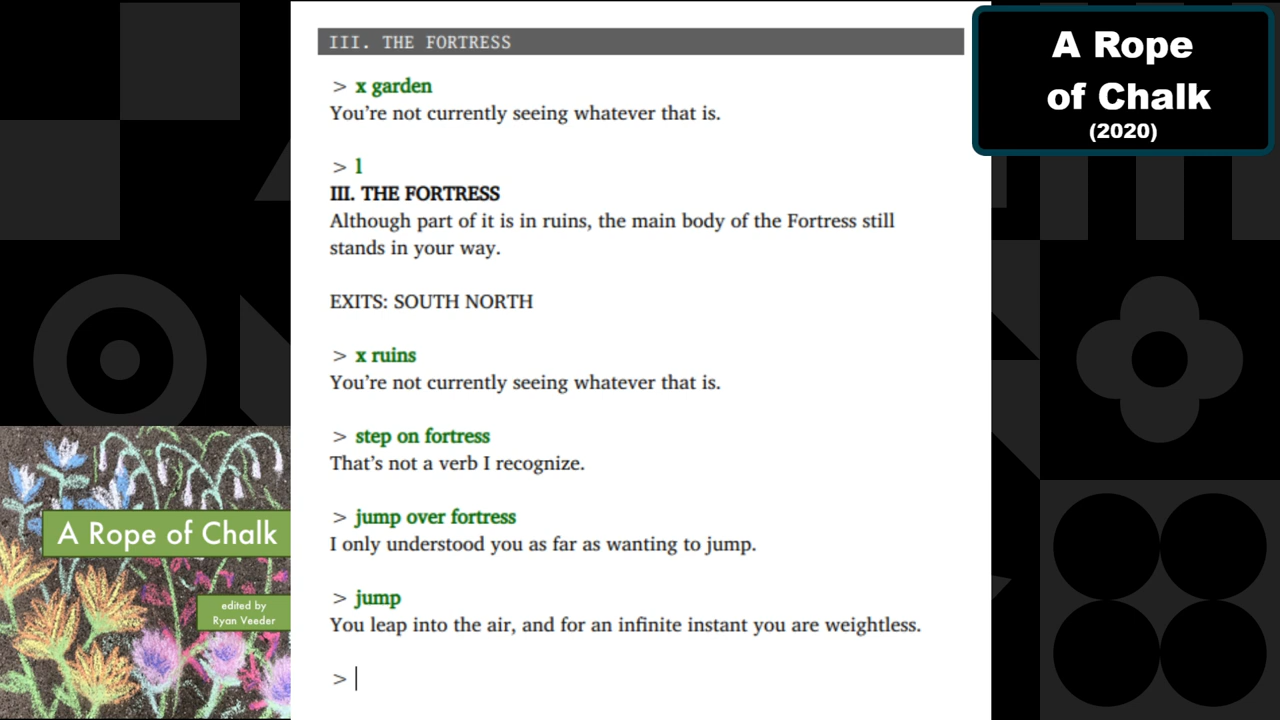 III. THE FORTRESS
> x garden
You're not currently seeing whatever that is.
> l
III. THE FORTRESS
Although part of it is in ruins, the main body of the Fortress still
stands in your way.
EXITS: SOUTH NORTH
> x ruins
You're not currently seeing whatever that is.
> step on fortress
That's not a verb I recognize.
> jump over fortress
I only understood you as far as wanting to jump.
> jump
You leap into the air, and for an infinite instant you are weightless.
>
A Rope
of Chalk
(2020)
A Rope of Chalk
edited by
Ryan Veeder